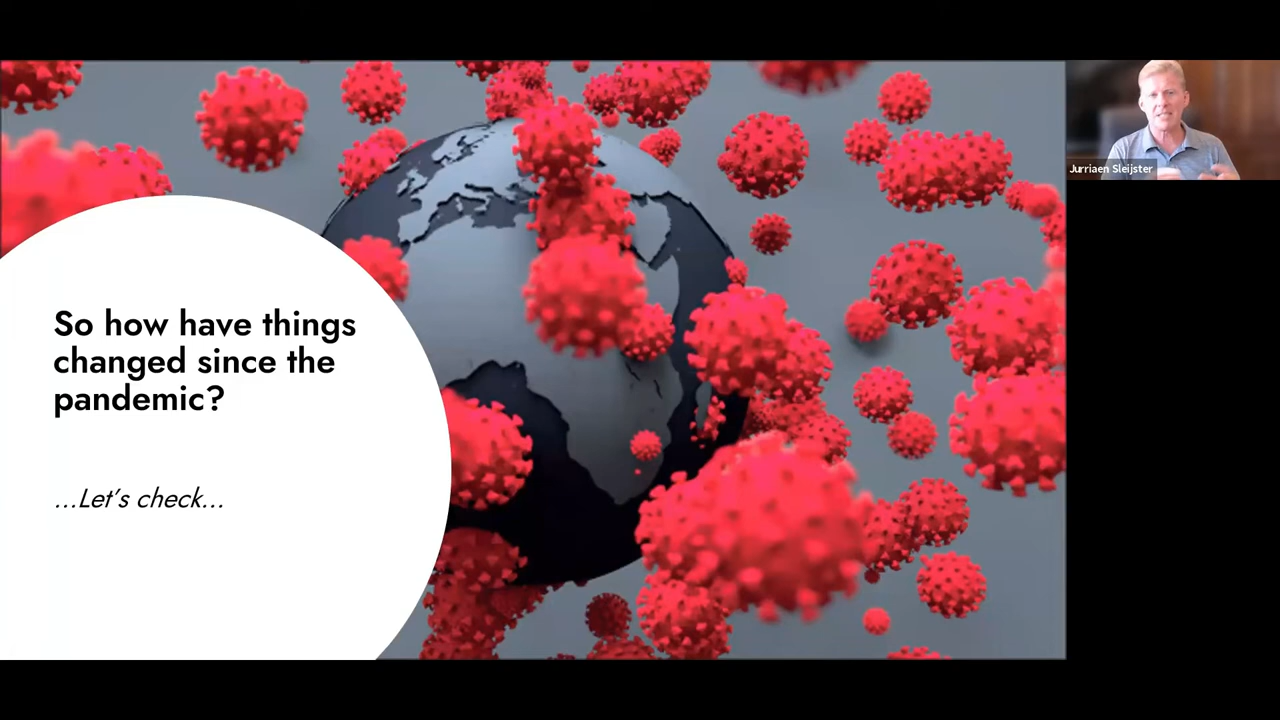 So how have things
changed since the
pandemic?
...Let's check...
Jurriaen Sleijster